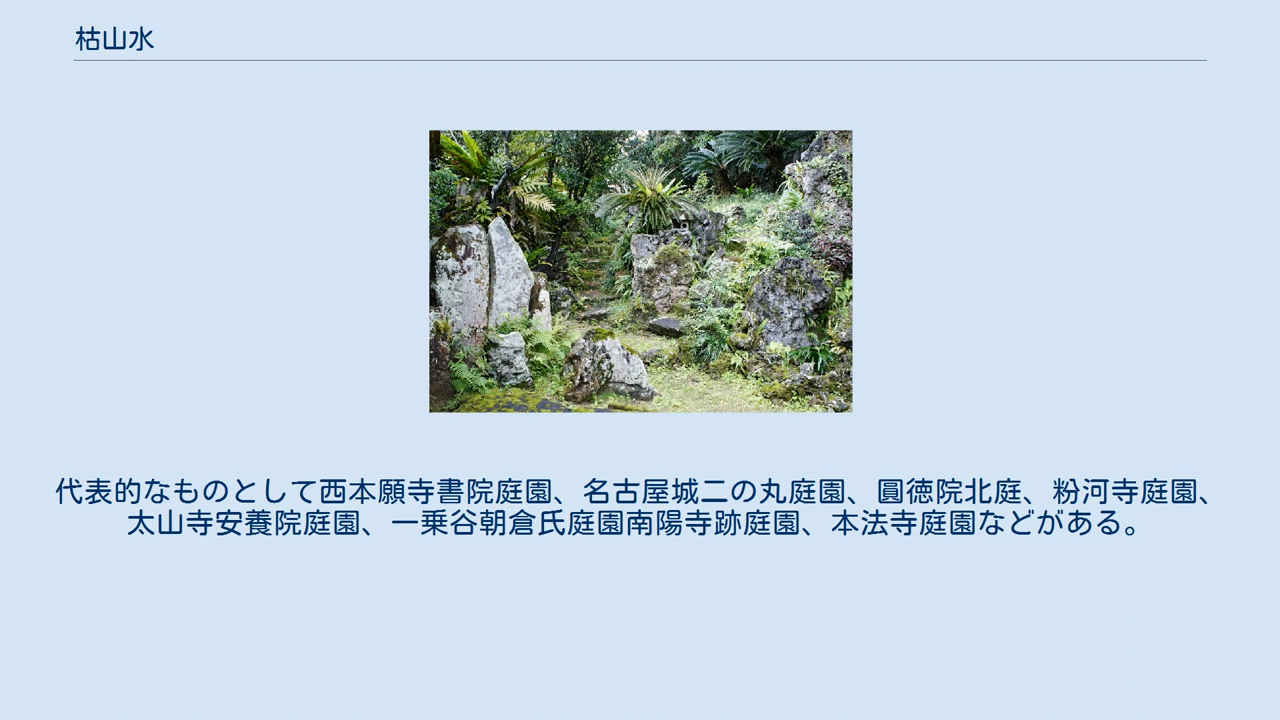 枯山水
代表的なものとして西本願寺書院庭園、名古屋城二の丸庭園、圓徳院北庭、粉河寺庭園、
太山寺安養院庭園、一乗谷朝倉氏庭園南陽寺跡庭園、本法寺庭園などがある。